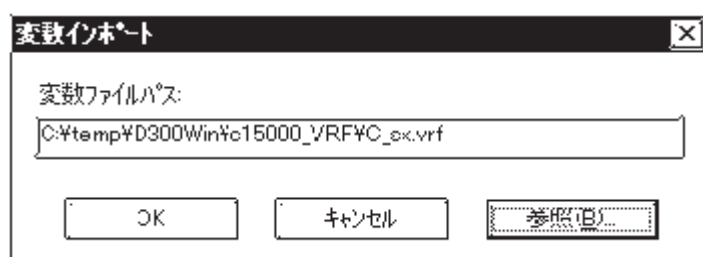 変数インポート
変数ファイルパス:
C:¥temp¥D300Win¥c15000_VRF¥C_sx.vrf
OK
キャンセル
参照(B)...